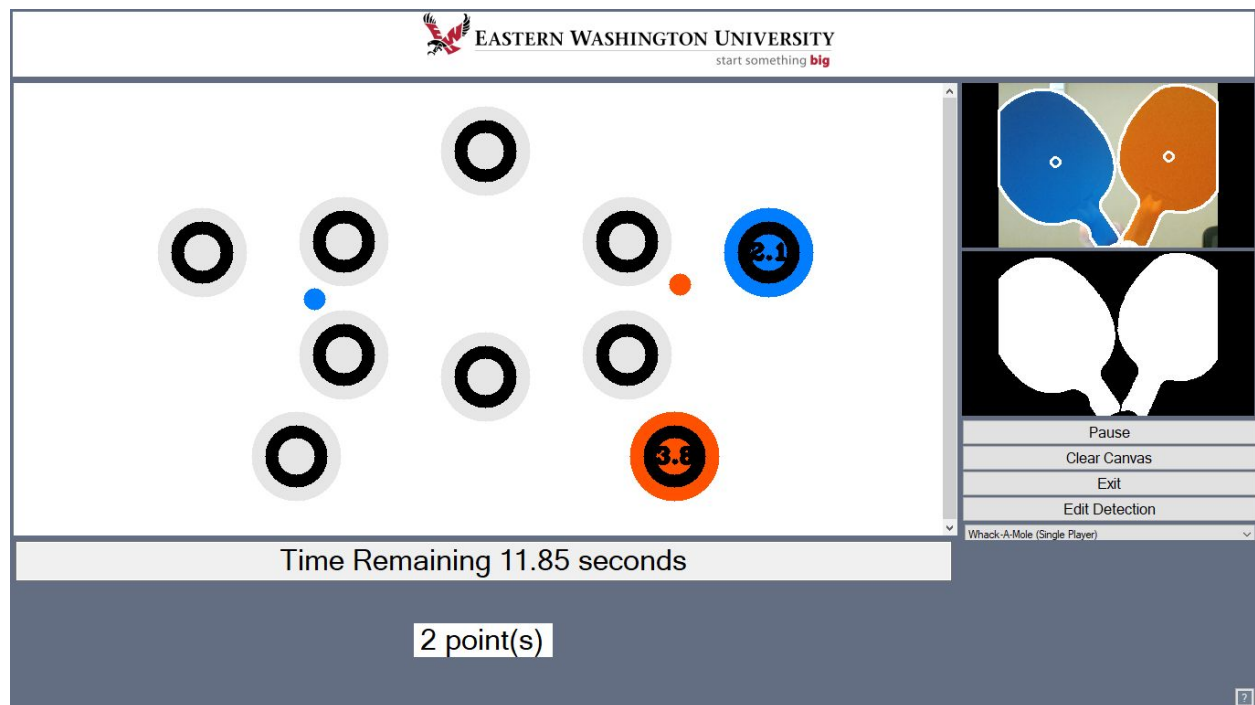 EASTERN WASHINGTON UNIVERSITY
start something big
2.1
3.8
Pause
Clear Canvas
Exit
Edit Detection
Whack-A-Mole (Single Player)
Time Remaining 11.85 seconds
2 point(s)
?